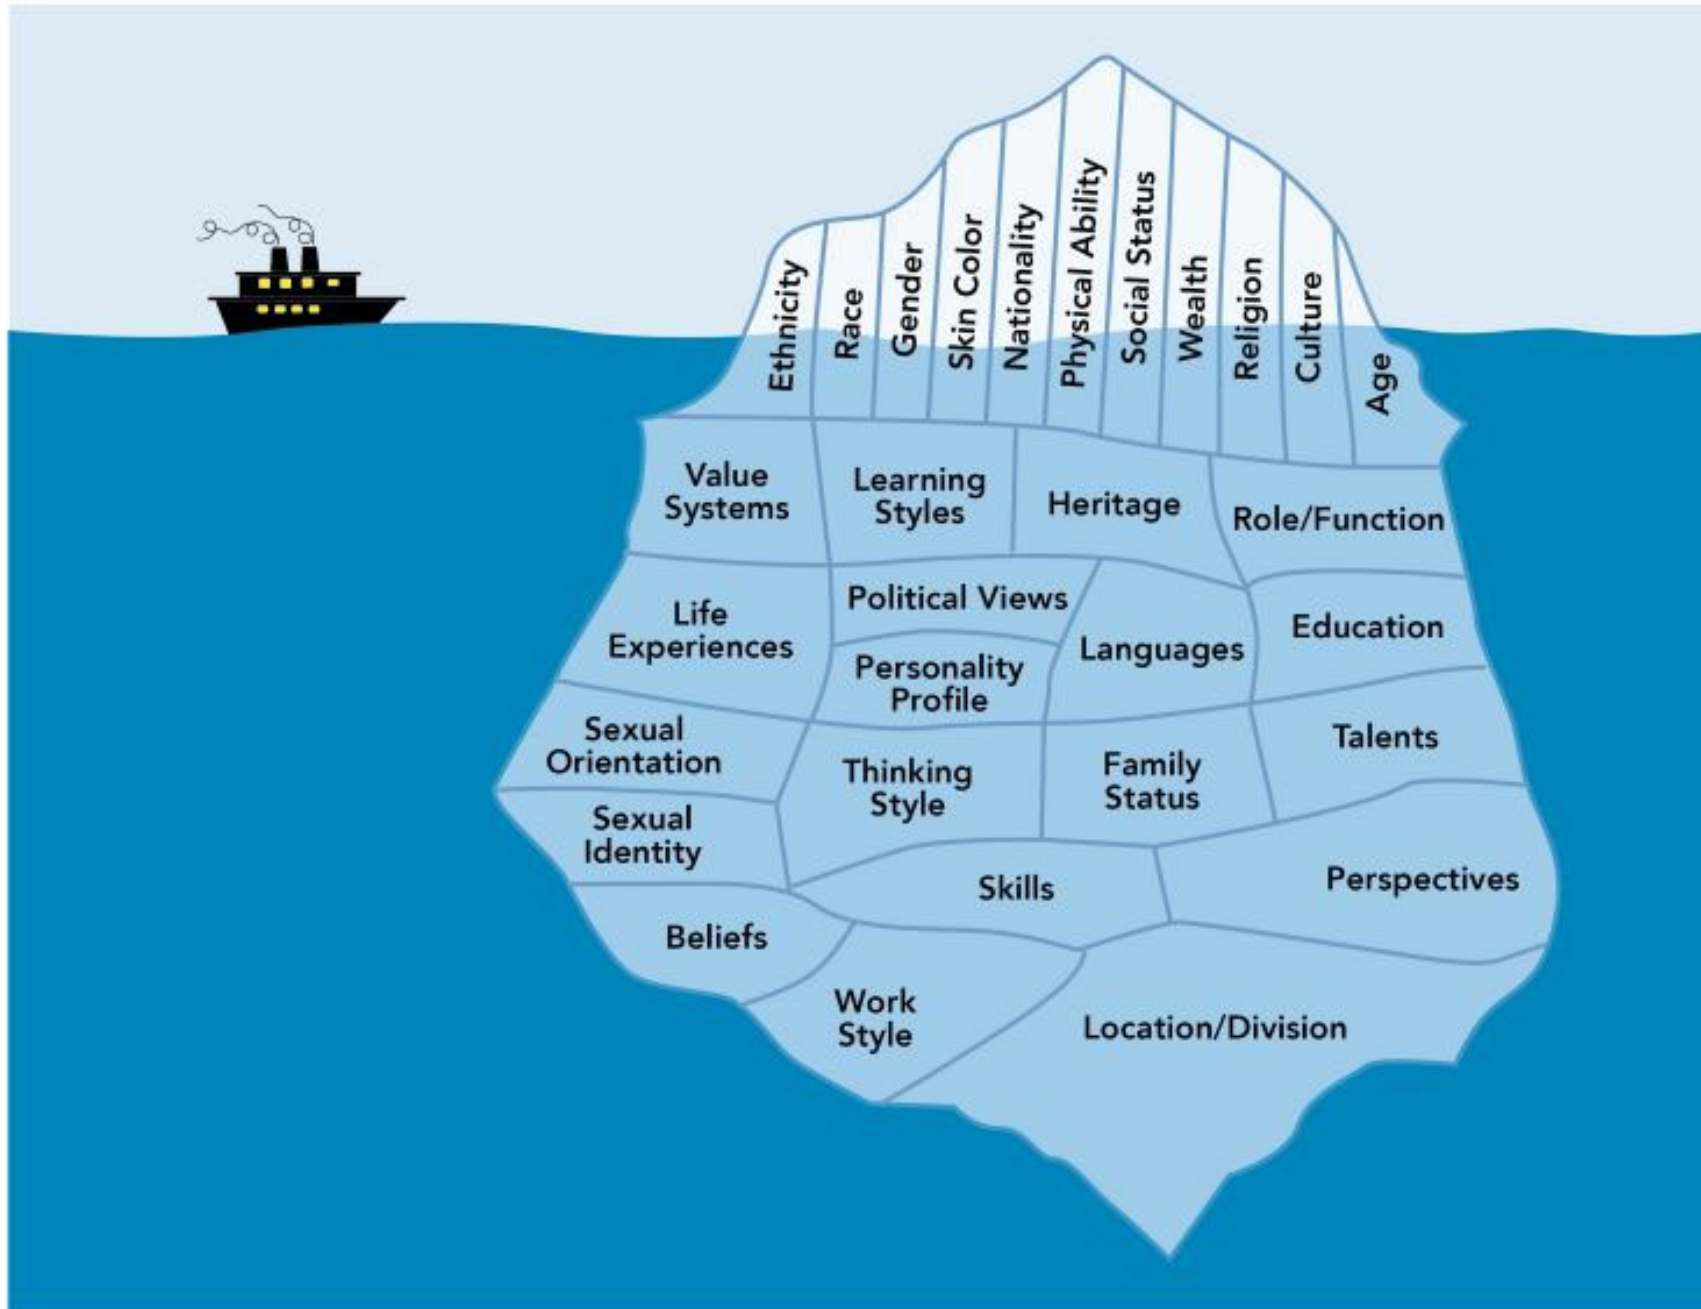 Ethnicity
Race
Gender
Skin Color
Nationality
Physical Ability
Social Status
Wealth
Religion
Culture
Age
Value
Systems
Learning
Styles
Heritage
Role/Function
Life
Experiences
Political Views
Personality
Profile
Languages
Education
Sexual
Orientation
Thinking
Style
Family
Status
Talents
Sexual
Identity
Skills
Perspectives
Beliefs
Work
Style
Location/Division